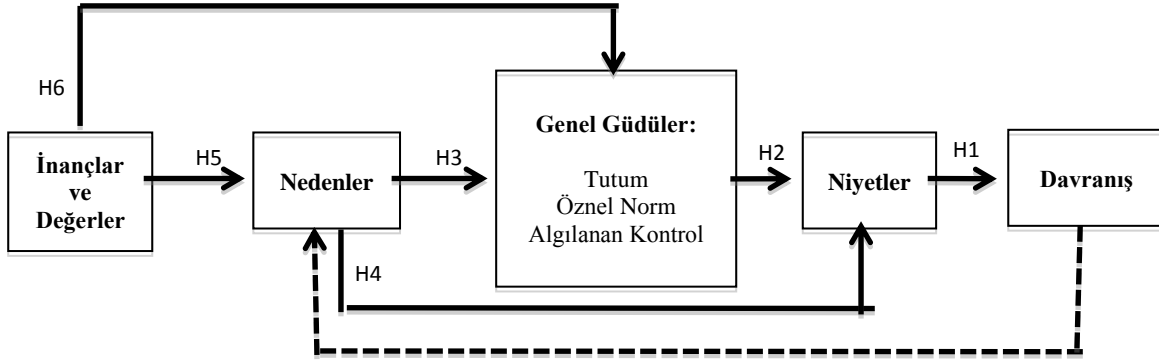 H6
İnançlar
ve
Değerler
H5
Nedenler
H3
H4
Genel Güdüler:
Tutum
Öznel Norm
Algılanan Kontrol
H2
Niyetler
H1
Davranış